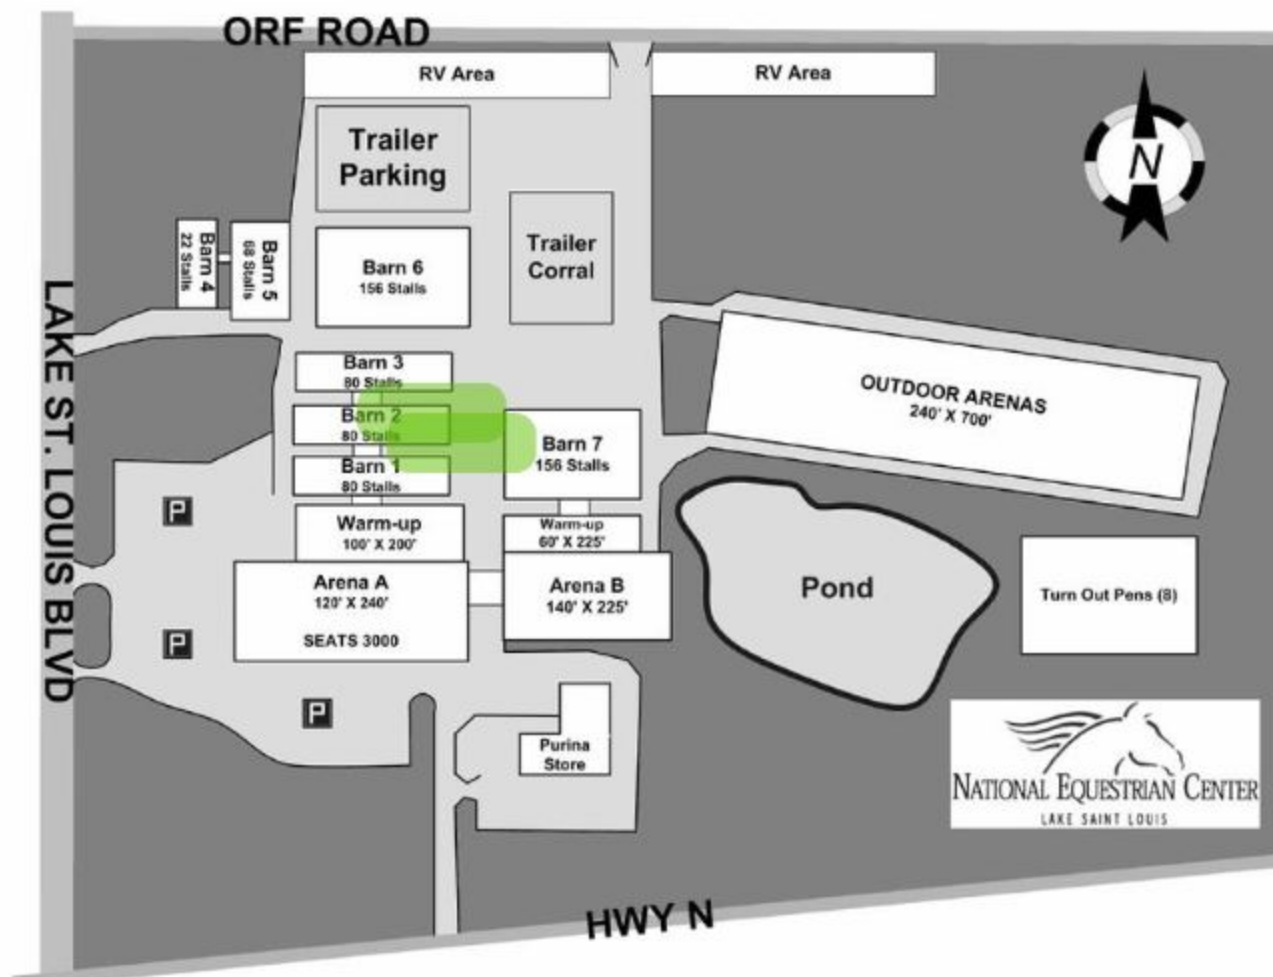 ORF ROAD
RV Area
RV Area
Trailer
Parking
N
Barn 4
22 Stalls
Barn 5
68 Stalls
Barn 6
156 Stalls
Trailer
Corral
LAKE ST. LOUIS BLVD
Barn 3
80 Stalls
Barn 2
80 Stalls
Barn 1
80 Stalls
Barn 7
156 Stalls
OUTDOOR ARENAS
240' X 700'
P
Warm-up
100' X 200'
Warm-up
60' X 225'
Arena A
120' X 240'
SEATS 3000
Arena B
140' X 225'
Pond
Turn Out Pens (8)
P
P
Purina
Store
NATIONAL EQUESTRIAN CENTER
LAKE SAINT LOUIS
HWY N